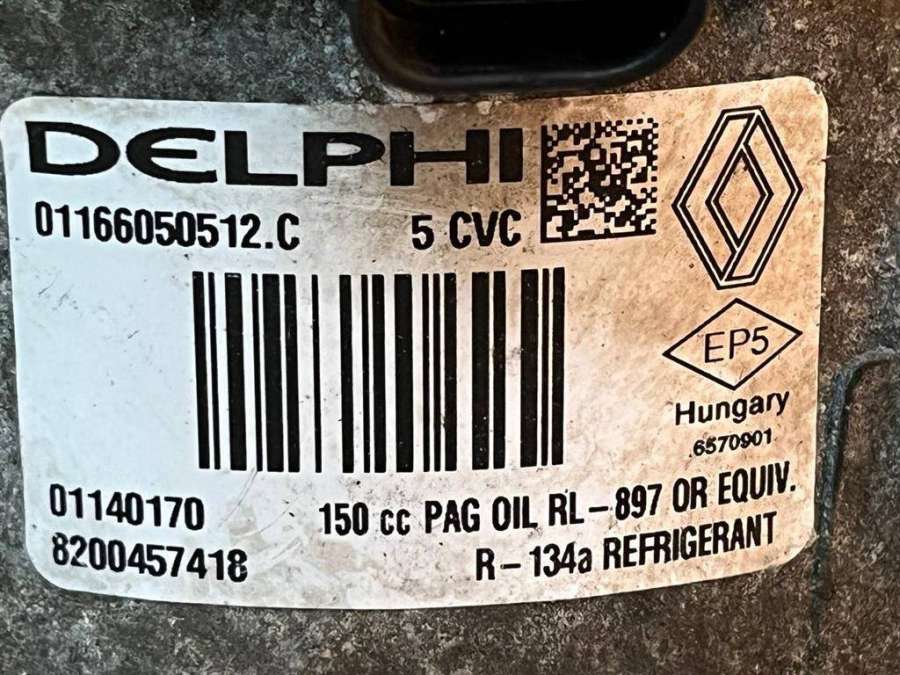 DELPHI
01166050512.C 5 CVC
EP5
Hungary
6570901
01140170 150 cc PAG OIL RL-897 OR EQUIV.
8200457418 R-134a REFRIGERANT